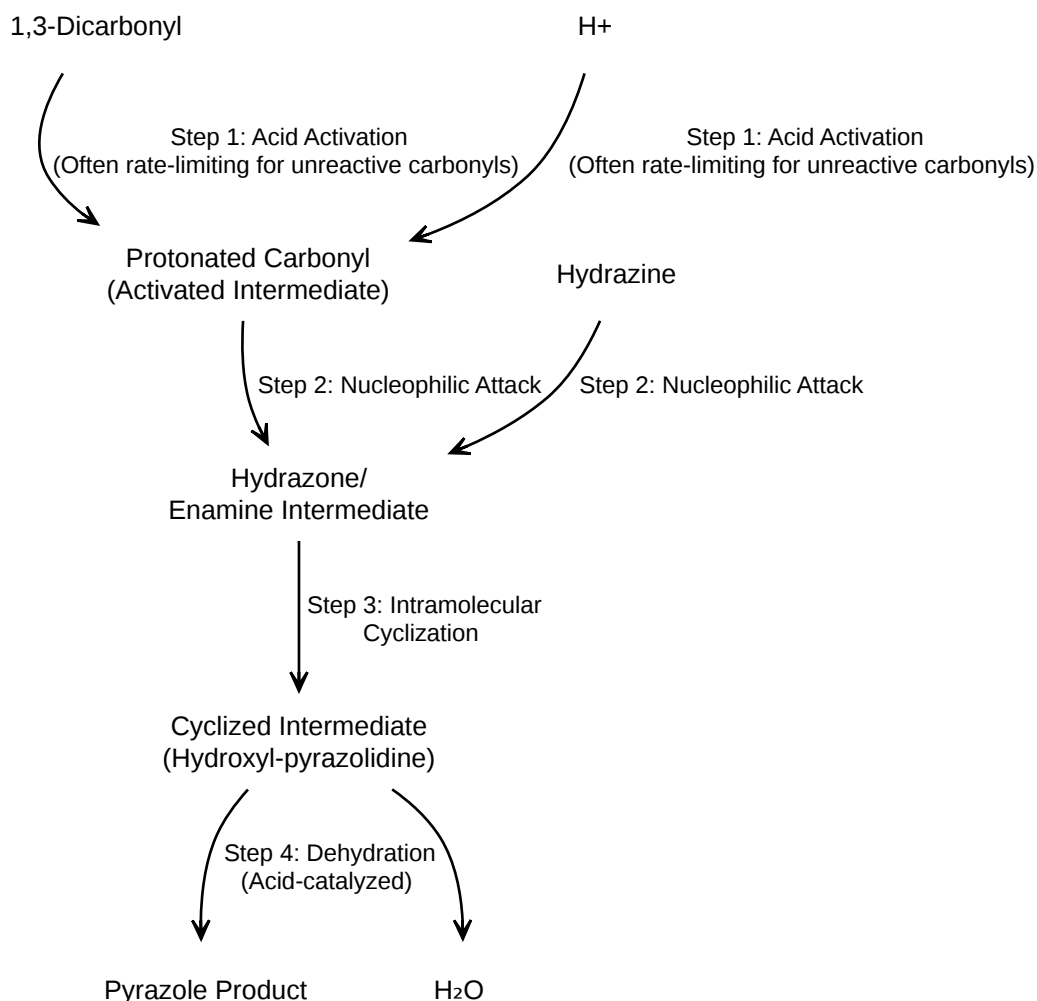 1,3-Dicarbonyl
H+
Step 1: Acid Activation
(Often rate-limiting for unreactive carbonyls)
Step 1: Acid Activation
(Often rate-limiting for unreactive carbonyls)
Protonated Carbonyl
(Activated Intermediate)
Hydrazine
Step 2: Nucleophilic Attack
Step 2: Nucleophilic Attack
Hydrazone/
Enamine Intermediate
Step 3: Intramolecular
Cyclization
Cyclized Intermediate
(Hydroxyl-pyrazolidine)
Step 4: Dehydration
(Acid-catalyzed)
Pyrazole Product
H₂O